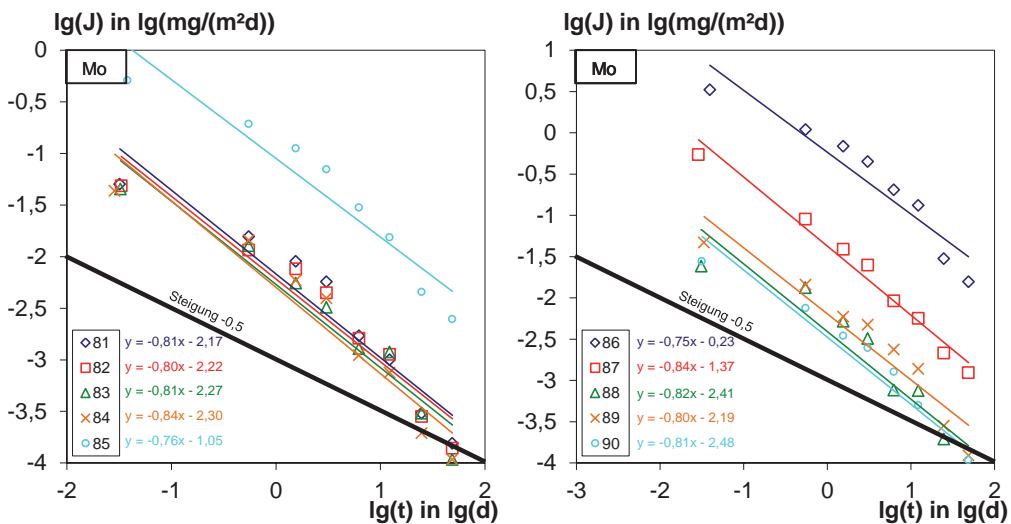 lg(J) in lg(mg/(m²d))
0
-0,5
-1
-1,5
-2
-2,5
-3
-3,5
-4
Mo
Steigung -0,5
81 y = -0,81x - 2,17
82 y = -0,80x - 2,22
83 y = -0,81x - 2,27
84 y = -0,84x - 2,30
85 y = -0,76x - 1,05
-2 -1 0 1 2
lg(t) in lg(d)
lg(J) in lg(mg/(m²d))
1
0,5
0
-0,5
-1
-1,5
-2
-2,5
-3
-3,5
-4
Mo
Steigung -0,5
86 y = -0,75x - 0,23
87 y = -0,84x - 1,37
88 y = -0,82x - 2,41
89 y = -0,80x - 2,19
90 y = -0,81x - 2,48
-3 -2 -1 0 1 2
lg(t) in lg(d)